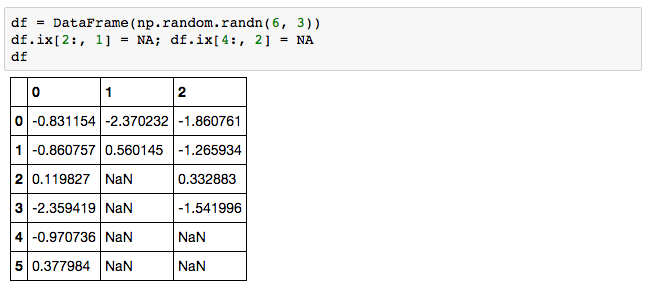 df = DataFrame(np.random.randn(6, 3))
df.ix[2:, 1] = NA; df.ix[4:, 2] = NA
df
0 1 2
0 -0.831154 -2.370232 -1.860761
1 -0.860757 0.560145 -1.265934
2 0.119827 NaN 0.332883
3 -2.359419 NaN -1.541996
4 -0.970736 NaN NaN
5 0.377984 NaN NaN